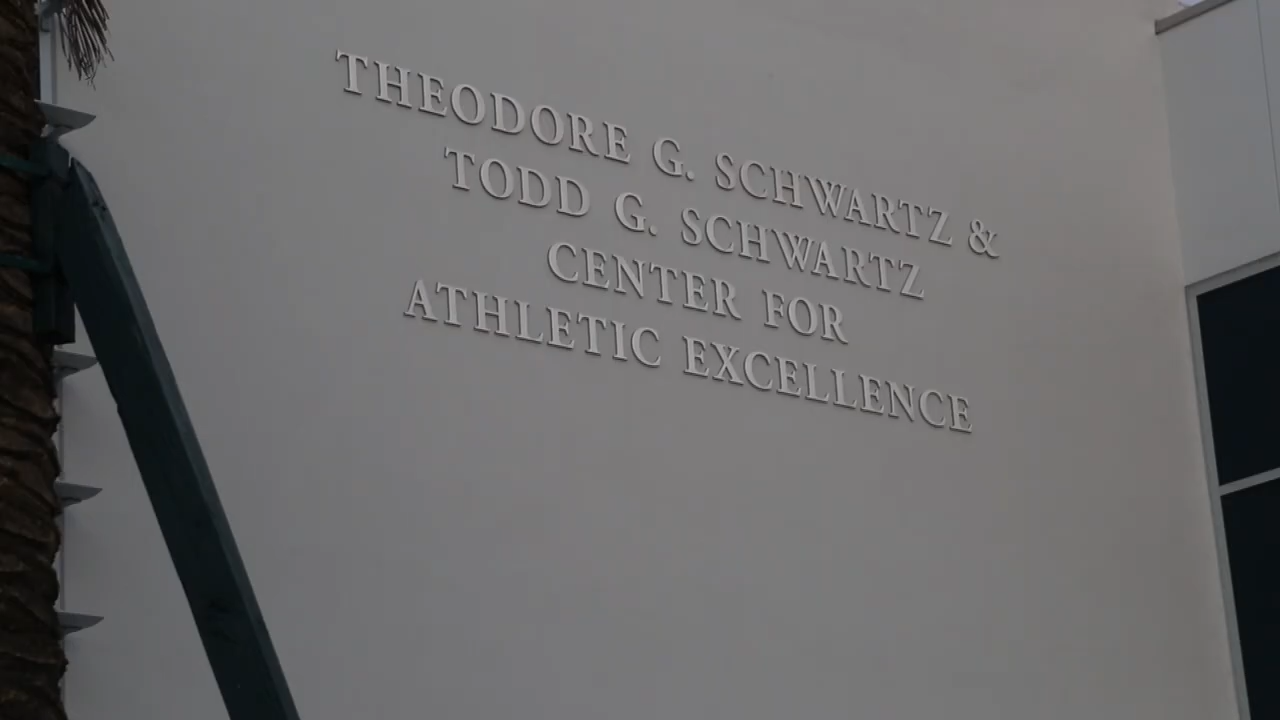 THEODORE G. SCHWARTZ &
TODD G. SCHWARTZ
CENTER FOR
ATHLETIC EXCELLENCE